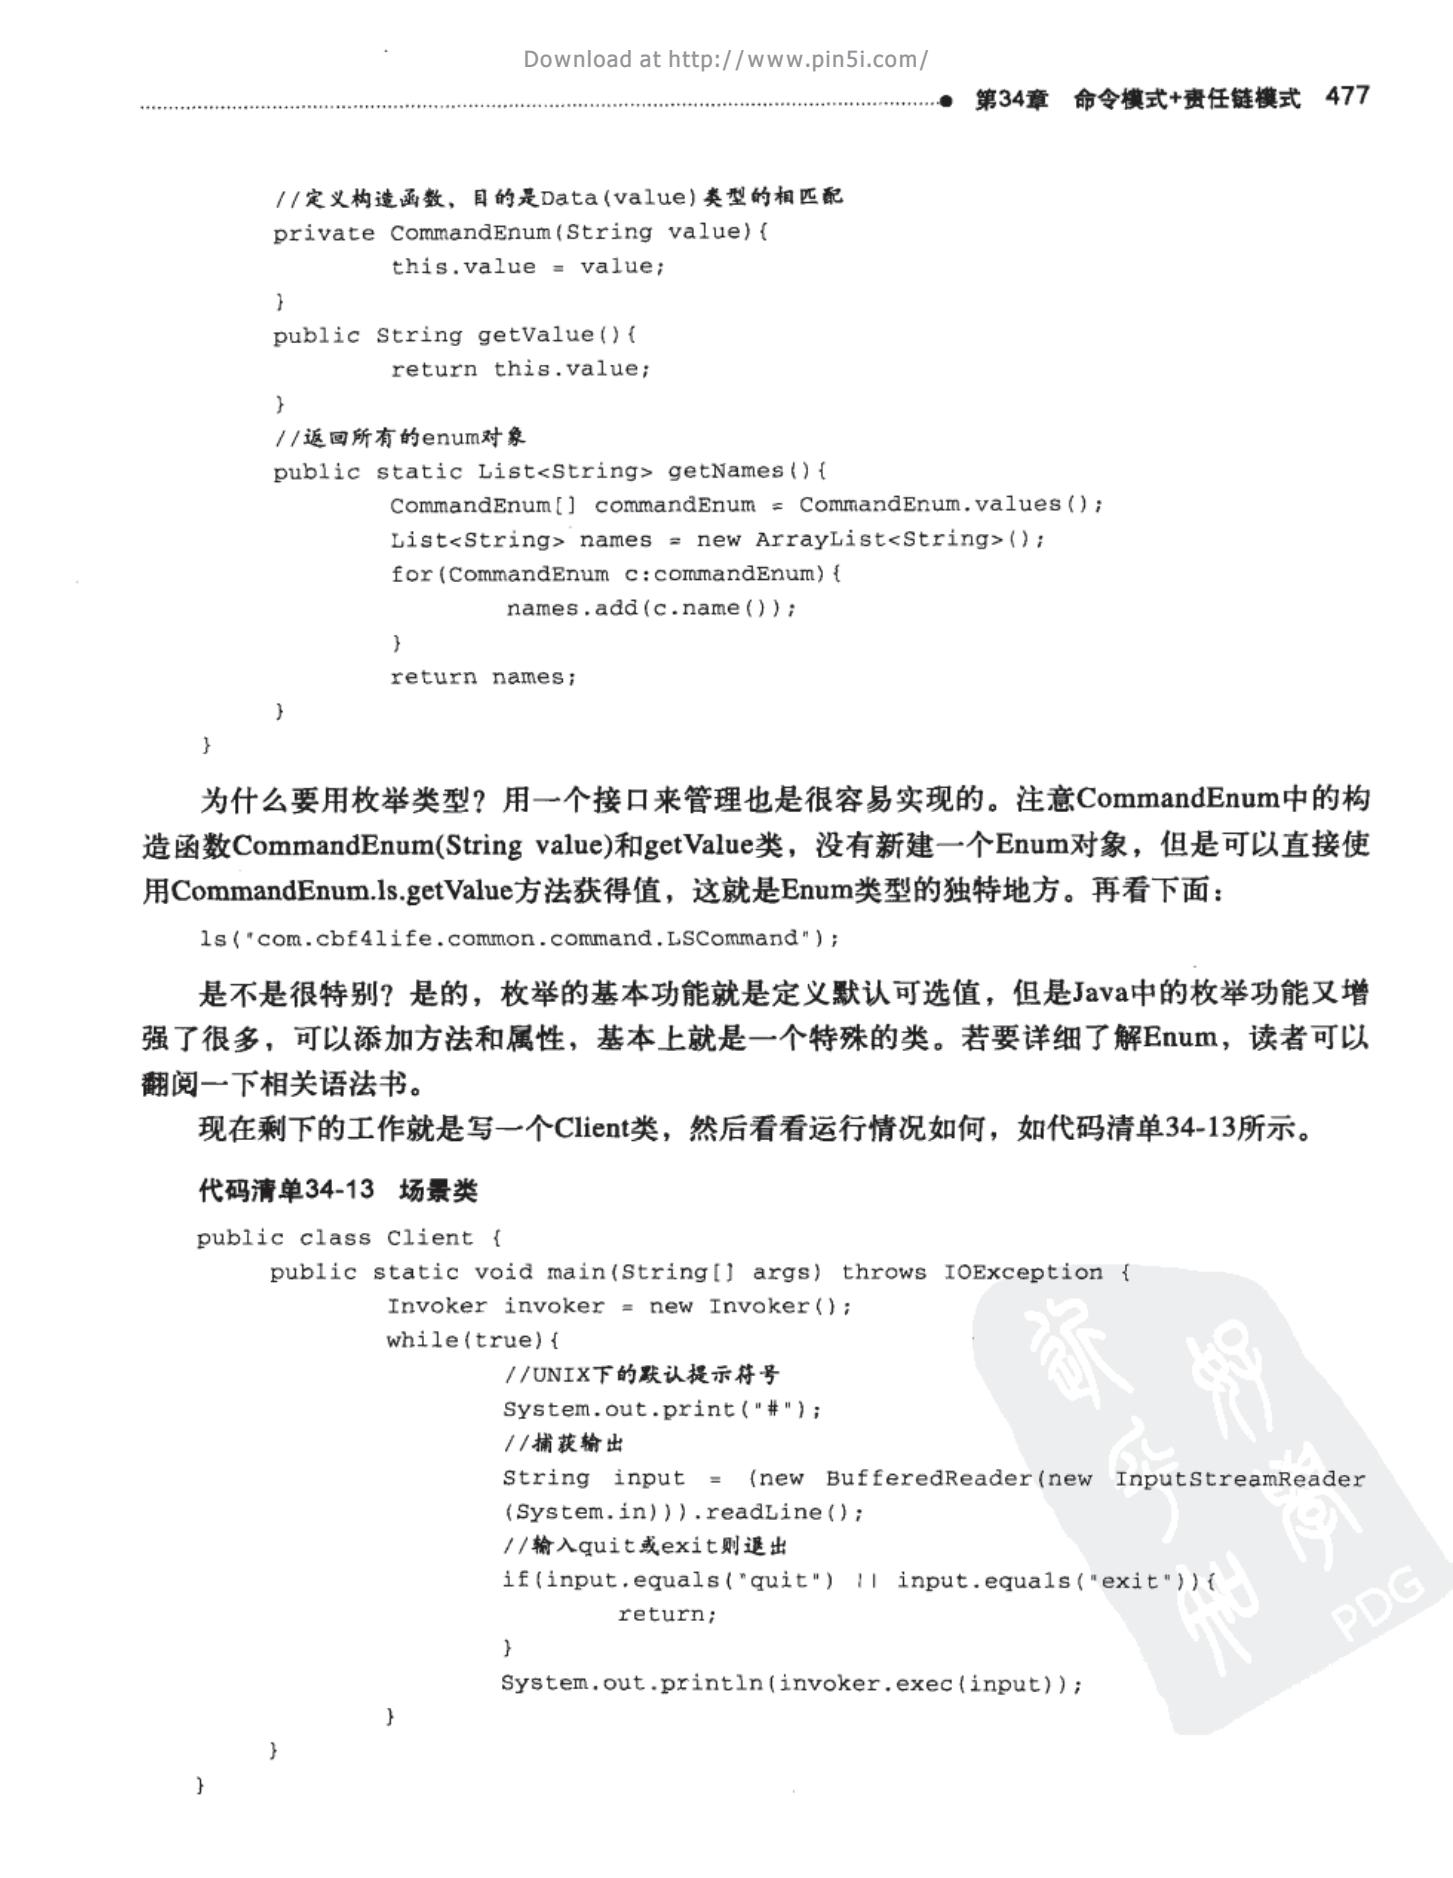 Download at http://www.pin5i.com/
第34章 命令模式+责任链模式 477
//定义构造函数，目的是Data(value)类型的相匹配
private CommandEnum(String value){
this.value = value;
}
public String getValue(){
return this.value;
}
//返回所有的enum对象
public static List<String> getNames(){
CommandEnum[] commandEnum = CommandEnum.values();
List<String> names = new ArrayList<String>();
for(CommandEnum c:commandEnum){
names.add(c.name());
}
return names;
}
}
为什么要用枚举类型？用一个接口来管理也是很容易实现的。注意CommandEnum中的构
造函数CommandEnum(String value)和getValue类，没有新建一个Enum对象，但是可以直接使
用CommandEnum.ls.getValue方法获得值，这就是Enum类型的独特地方。再看下面：
ls("com.cbf4life.common.command.LSCommand");
是不是很特别？是的，枚举的基本功能就是定义默认可选值，但是Java中的枚举功能又增
强了很多，可以添加方法和属性，基本上就是一个特殊的类。若要详细了解Enum，读者可以
翻阅一下相关语法书。
现在剩下的工作就是写一个Client类，然后看看运行情况如何，如代码清单34-13所示。
代码清单34-13 场景类
public class Client {
public static void main(String[] args) throws IOException {
Invoker invoker = new Invoker();
while(true){
//UNIX下的默认提示符号
System.out.print("#");
//捕获输出
String input = (new BufferedReader(new InputStreamReader
(System.in))).readLine();
//输入quit或exit则退出
if(input.equals("quit") || input.equals("exit")){
return;
}
System.out.println(invoker.exec(input));
}
}
}
PDG